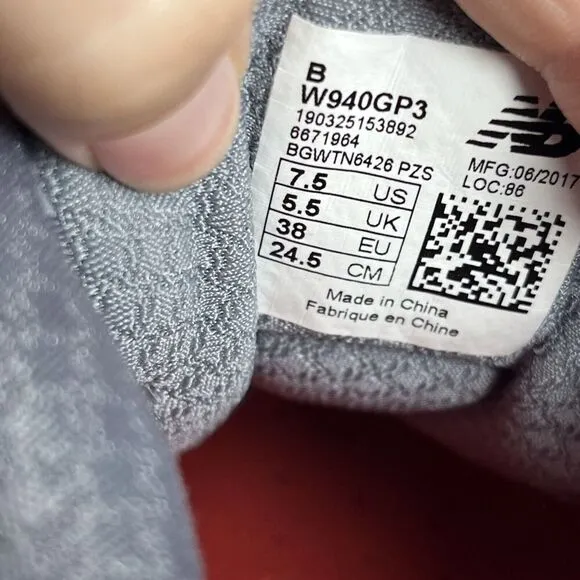 B
W940GP3
190325153892
6671964
BGWTN6426 PZS
MFG:06/2017
LOC:86
7.5 US
5.5 UK
38 EU
24.5 CM
Made in China
Fabrique en Chine